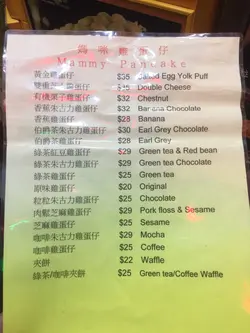 媽咪雞蛋仔
Mammy Pancake
黃金雞蛋仔 $35 Salted Egg Yolk Puff
雙重芝士雞蛋仔 $25 Double Cheese
有機栗子雞蛋仔 $32 Chestnut
香蕉朱古力雞蛋仔 $32 Banana Chocolate
香蕉雞蛋仔 $28 Banana
伯爵茶朱古力雞蛋仔 $30 Earl Grey Chocolate
伯爵茶雞蛋仔 $28 Earl Grey
綠茶紅豆雞蛋仔 $29 Green tea & Red bean
綠茶朱古力雞蛋仔 $29 Green tea Chocolate
綠茶雞蛋仔 $25 Green tea
原味雞蛋仔 $20 Original
粒粒朱古力雞蛋仔 $25 Chocolate
肉鬆芝麻雞蛋仔 $29 Pork floss & Sesame
芝麻雞蛋仔 $25 Sesame
咖啡朱古力雞蛋仔 $29 Mocha
咖啡雞蛋仔 $25 Coffee
夾餅 $22 Waffle
綠茶/咖啡夾餅 $25 Green tea/Coffee Waffle